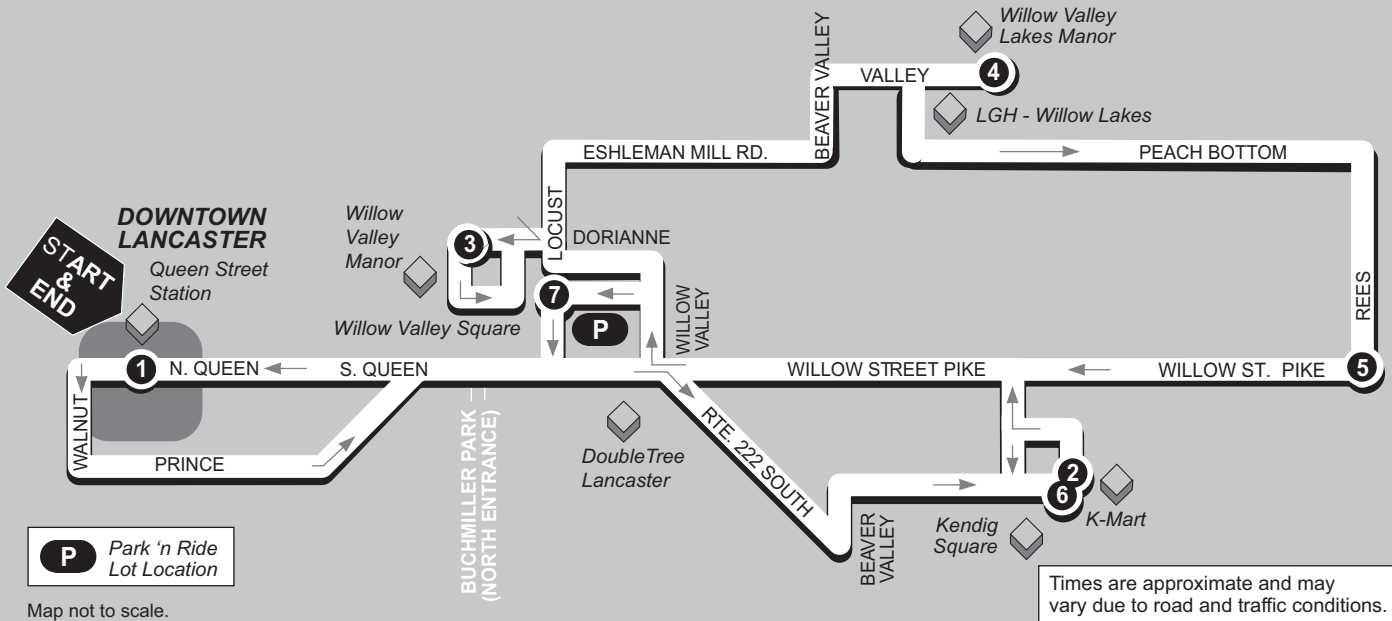 Willow Valley
Lakes Manor
4
BEAVER VALLEY
VALLEY
LGH - Willow Lakes
ESHLEMAN MILL RD.
PEACH BOTTOM
LOCUST
DOWNTOWN
LANCASTER
START
&
END
Queen Street
Station
Willow
Valley
Manor
3
DORIANNE
REES
7
P
WILLOW
VALLEY
Willow Valley Square
1
N. QUEEN
S. QUEEN
WILLOW STREET PIKE
WILLOW ST. PIKE
5
WALNUT
PRINCE
BUCHMILLER PARK
(NORTH ENTRANCE)
DoubleTree
Lancaster
RTE. 222 SOUTH
BEAVER
VALLEY
2
6
K-Mart
Kendig
Square
P
Park 'n Ride
Lot Location
Map not to scale.
Times are approximate and may
vary due to road and traffic conditions.